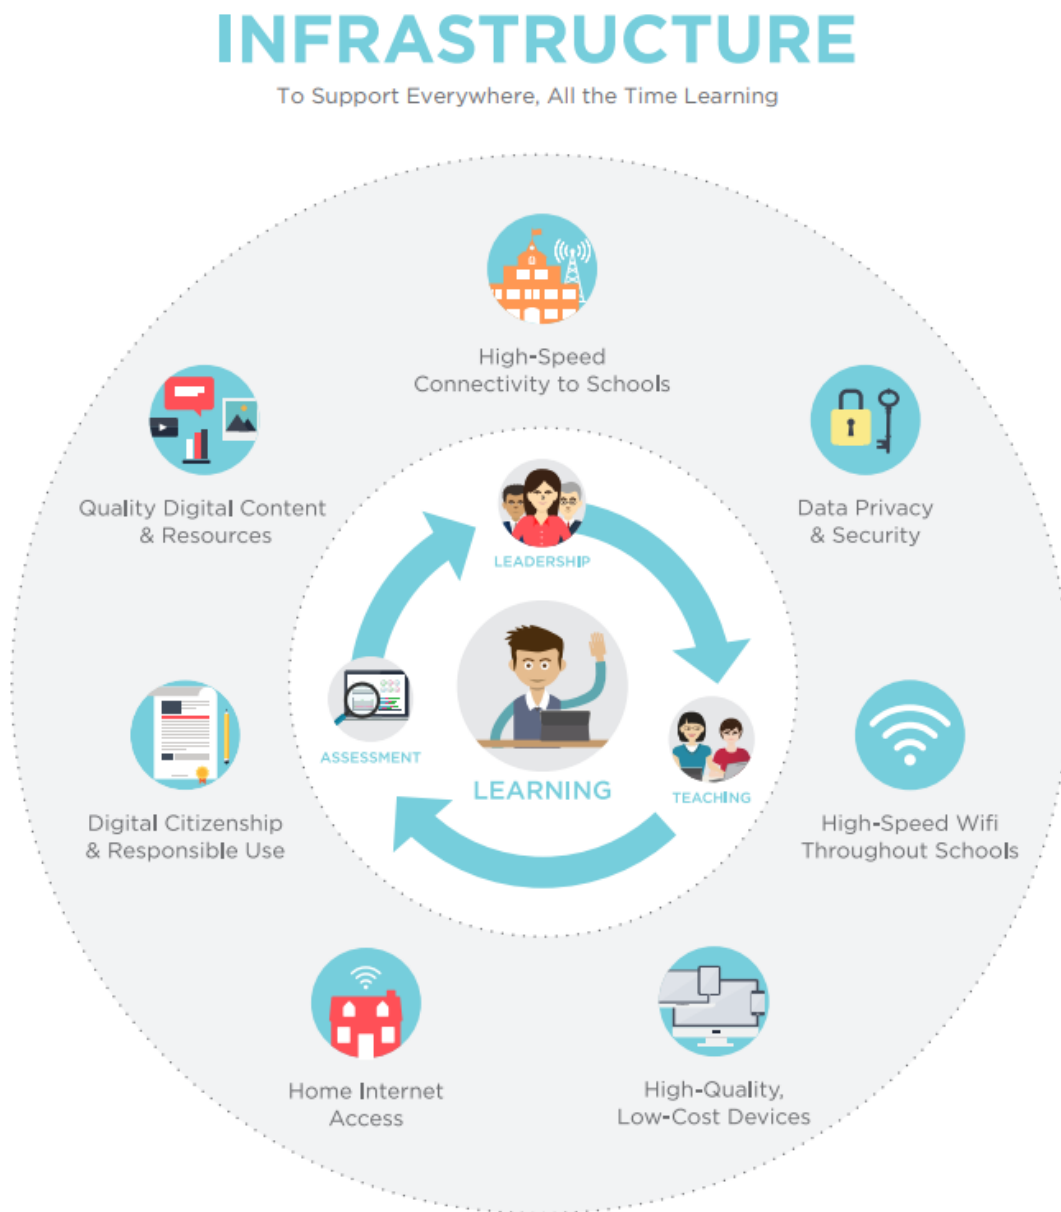 INFRASTRUCTURE
To Support Everywhere, All the Time Learning
High-Speed
Connectivity to Schools
Quality Digital Content
& Resources
Data Privacy
& Security
LEADERSHIP
ASSESSMENT
LEARNING
TEACHING
Digital Citizenship
& Responsible Use
High-Speed Wifi
Throughout Schools
Home Internet
Access
High-Quality,
Low-Cost Devices